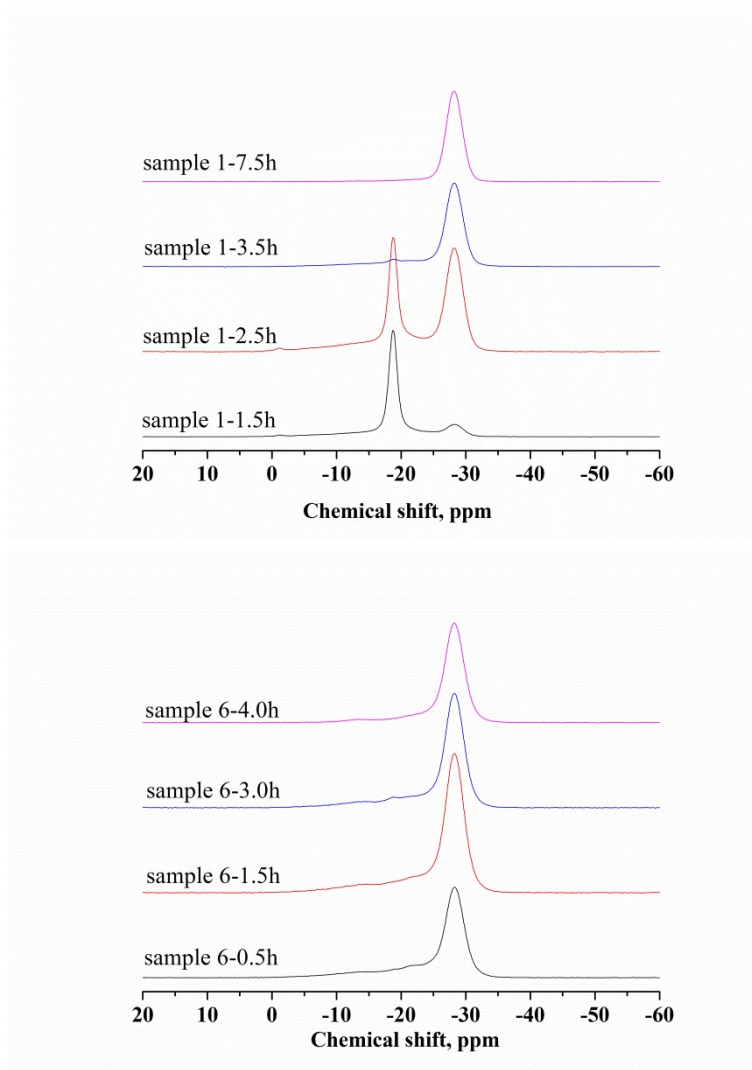 sample 1-7.5h
sample 1-3.5h
sample 1-2.5h
sample 1-1.5h
20 10 0 -10 -20 -30 -40 -50 -60
Chemical shift, ppm
sample 6-4.0h
sample 6-3.0h
sample 6-1.5h
sample 6-0.5h
20 10 0 -10 -20 -30 -40 -50 -60
Chemical shift, ppm